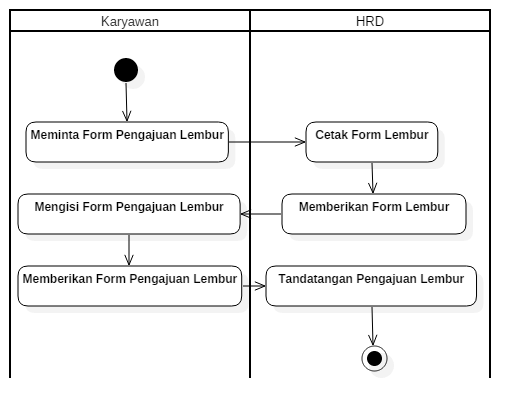 Karyawan
HRD
Meminta Form Pengajuan Lembur
Cetak Form Lembur
Mengisi Form Pengajuan Lembur
Memberikan Form Lembur
Memberikan Form Pengajuan Lembur
Tandatangan Pengajuan Lembur